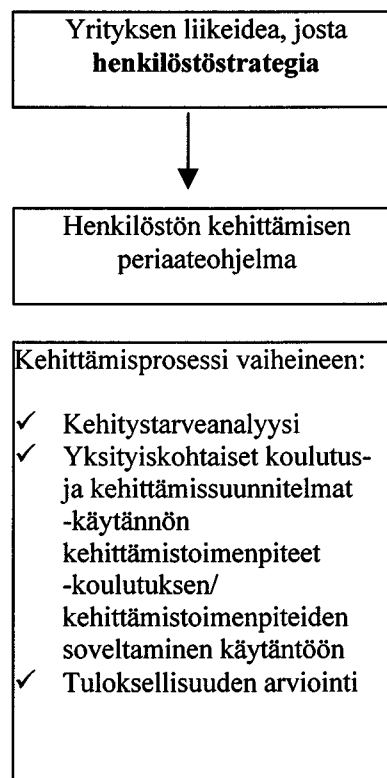 Yrityksen liikeidea, josta
henkilöstöstrategia
Henkilöstön kehittämisen
periaateohjelma
Kehittämisprosessi vaiheineen:
✓ Kehitystarveanalyysi
✓ Yksityiskohtaiset koulutus-
ja kehittämissuunnitelmat
-käytännön
kehittämistoimenpiteet
-koulutuksen/
kehittämistoimenpiteiden
soveltaminen käytäntöön
✓ Tuloksellisuuden arviointi